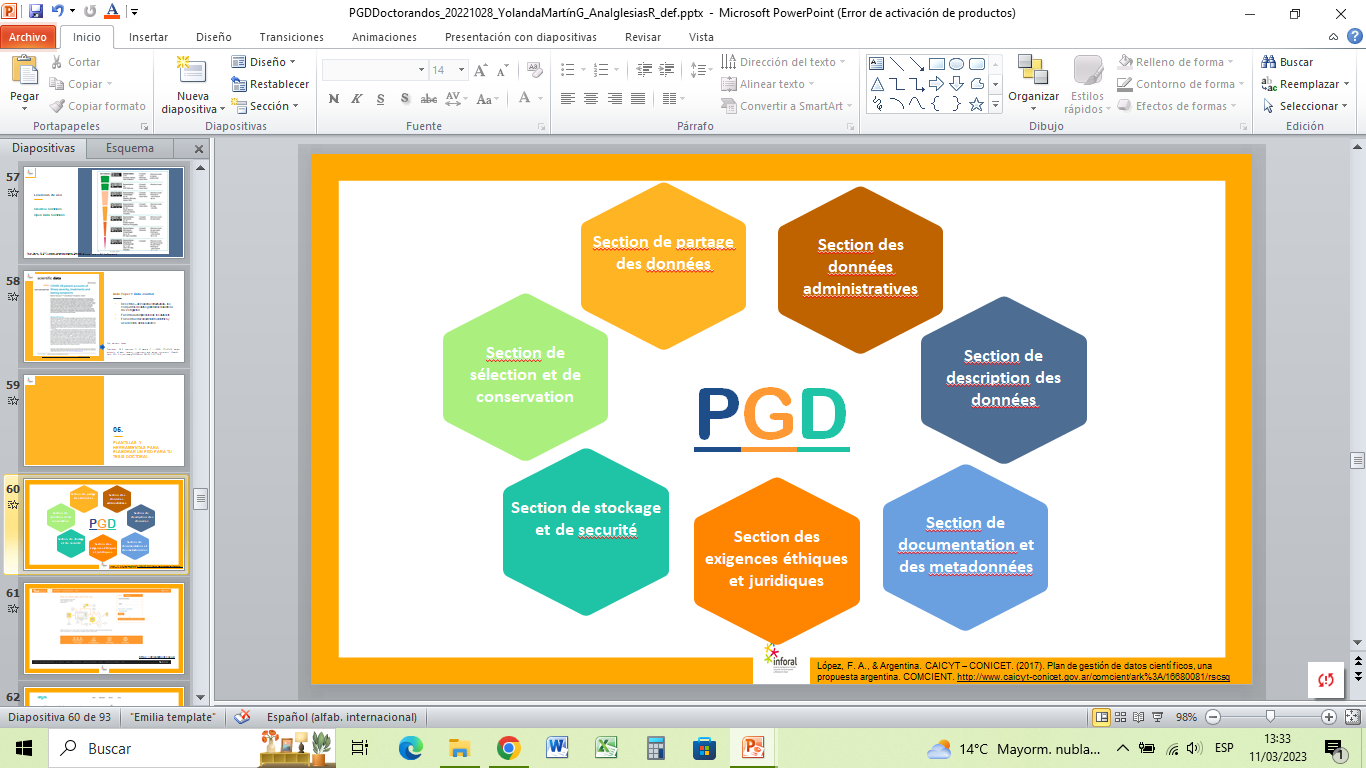 PGDDoctorandos_20221028_YolandaMartínG_AnaIglesiasR_def.pptx - Microsoft PowerPoint (Error de activación de productos)
Archivo Inicio Insertar Diseño Transiciones Animaciones Presentación con diapositivas Revisar Vista
Pegar
Cortar
Copiar
Copiar formato
Portapapeles
Nueva
diapositiva
Diseño
Restablecer
Sección
Diapositivas
14
N K S S abc AV Aa A
Fuente
Dirección del texto
Alinear texto
Convertir a SmartArt
Párrafo
Organizar
Estilos
rápidos
Relleno de forma
Contorno de forma
Efectos de formas
Dibujo
Buscar
Reemplazar
Seleccionar
Edición
Diapositivas Esquema
57
58
59
06.
60
61
62
Section de partage
des données
Section des
données
administratives
Section de
sélection et de
conservation
Section de
description des
données
PGD
Section de stockage
et de securité
Section des
exigences éthiques
et juridiques
Section de
documentation et
des metadonnées
inforal
López, F. A., & Argentina. CAICYT – CONICET. (2017). Plan de gestión de datos científicos, una
propuesta argentina. COMCIENT. http://www.caicyt-conicet.gov.ar/comcient/ark%3A/16680081/rscsg
Diapositiva 60 de 93 "Emilia template" Español (alfab. internacional) 98%
Buscar
14°C Mayorm. nubla... ESP
13:33
11/03/2023
1